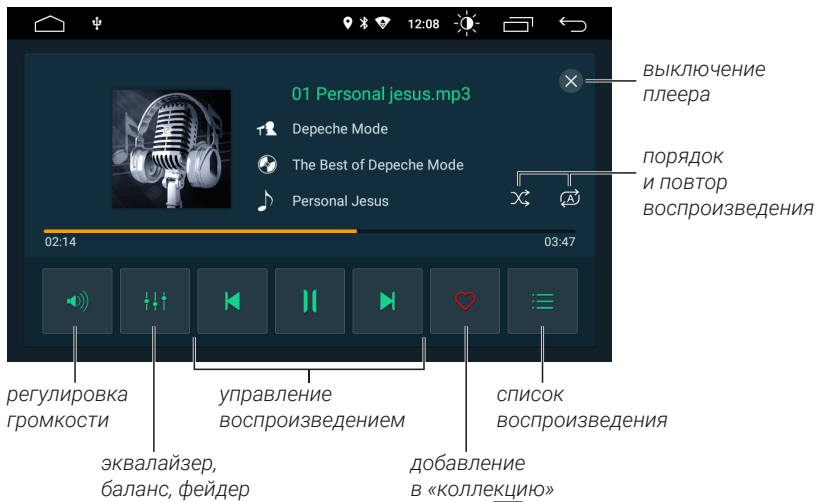 12:08
01 Personal jesus.mp3
Depeche Mode
The Best of Depeche Mode
Personal Jesus
A
02:14
03:47
выключение
плеера
порядок
и повтор
воспроизведения
регулировка
громкости
управление
воспроизведением
список
воспроизведения
эквалайзер,
баланс, фейдер
добавление
в «коллекцию»